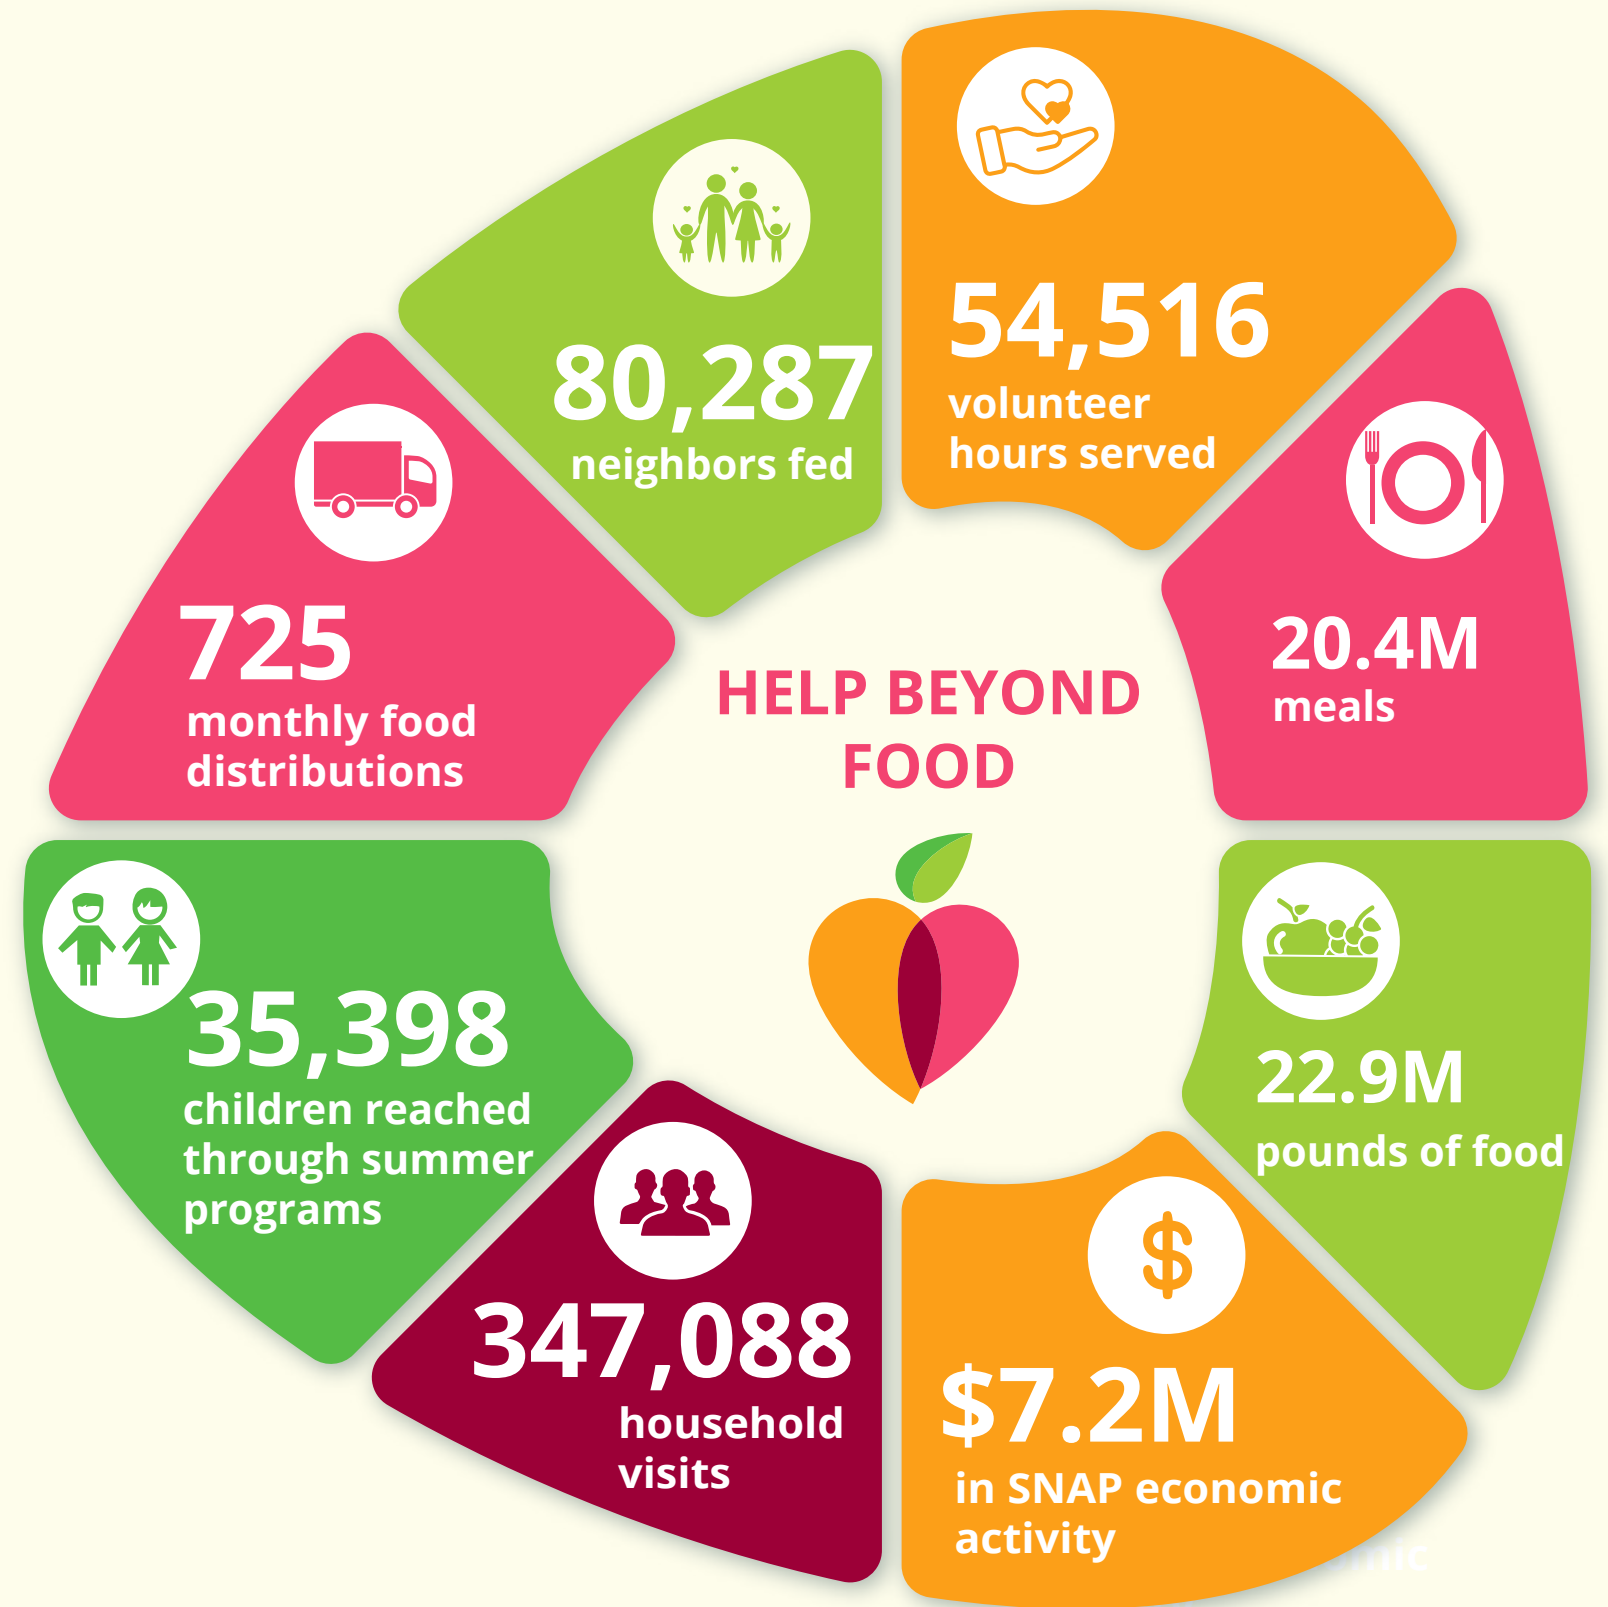 54,516
volunteer
hours served
80,287
neighbors fed
20.4M
meals
725
monthly food
distributions
HELP BEYOND
FOOD
35,398
children reached
through summer
programs
22.9M
pounds of food
347,088
household
visits
$7.2M
in SNAP economic
activity